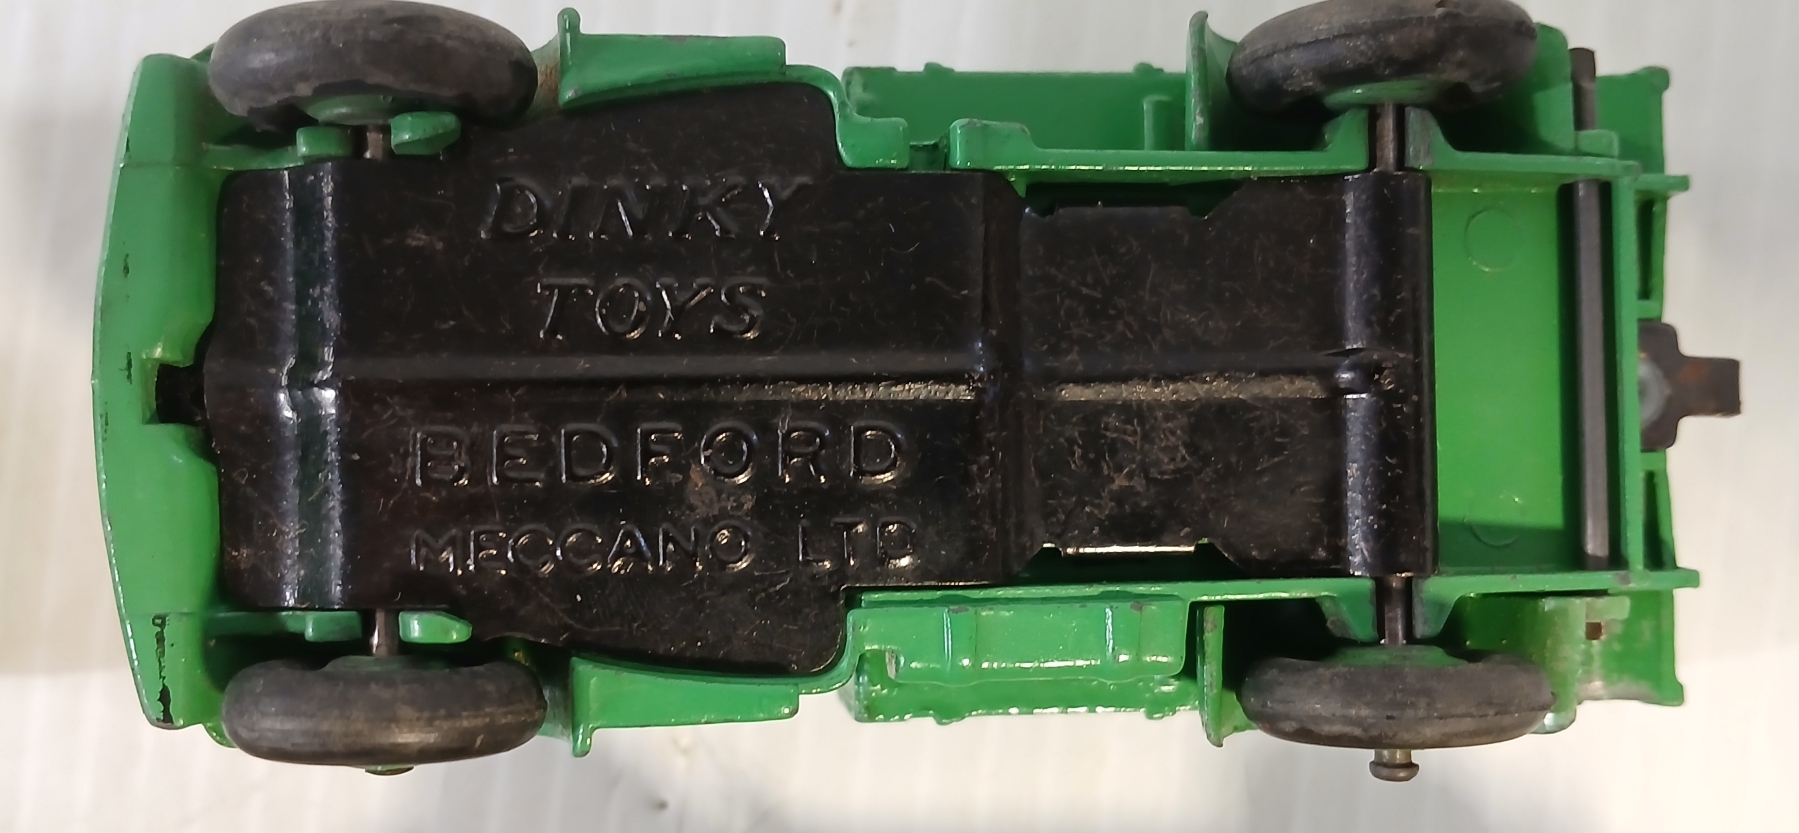 DINKY
TOYS
BEDFORD
MECCANO LTD